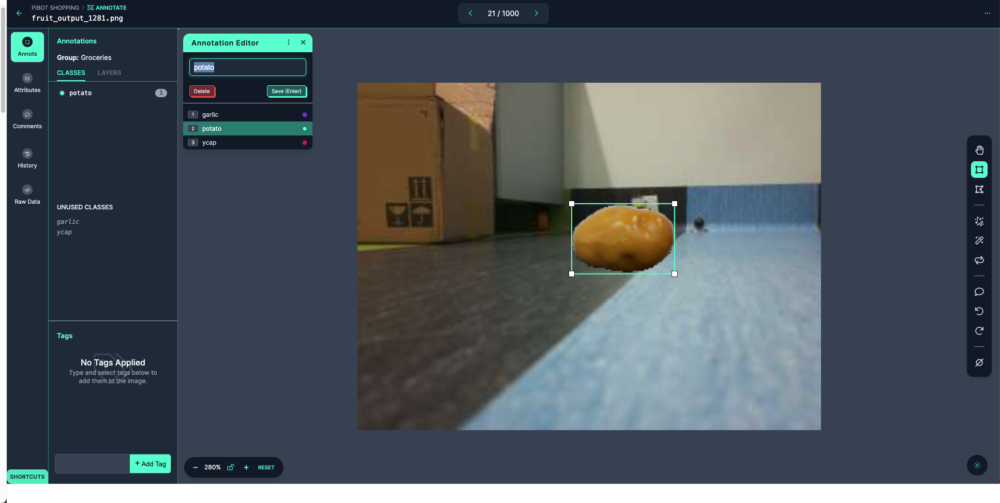 PIBOT SHOPPING > ANNOTATE
fruit_output_1281.png
21 / 1000
Annots
Attributes
Comments
History
Raw Data
SHORTCUTS
Annotations
Group: Groceries
CLASSES LAYERS
potato 1
UNUSED CLASSES
garlic
ycap
Tags
No Tags Applied
Type and select tags below to
add them to the image.
+ Add Tag
Annotation Editor
potato
Delete Save (Enter)
1 garlic
2 potato
3 ycap
280% RESET